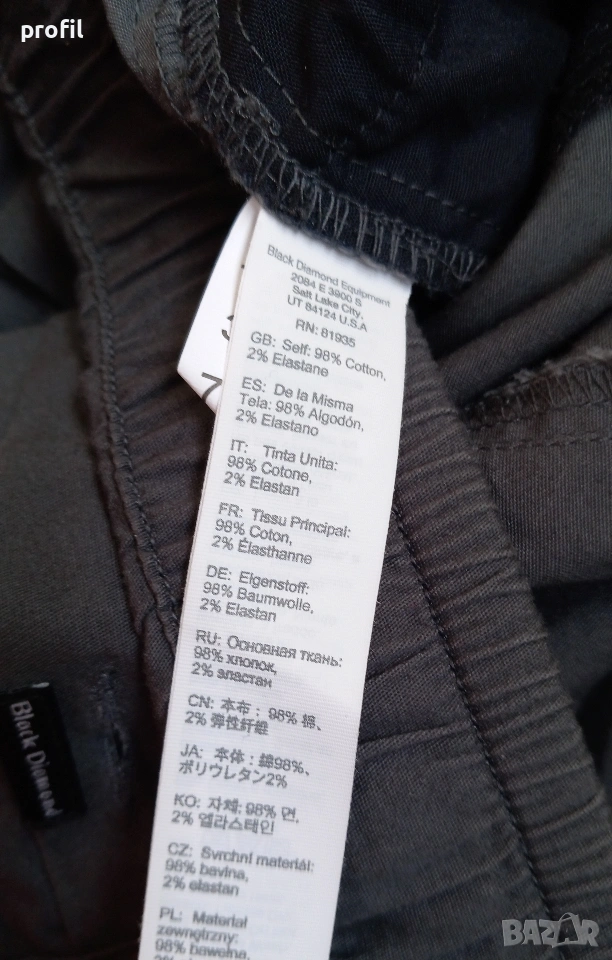 profil
Black Diamond Equipment
2084 E 3900 S
Salt Lake City,
UT 84124 U.S.A
RN: 81935
GB: Self: 98% Cotton,
2% Elastane
ES: De la Misma
Tela: 98% Algodón,
2% Elastano
IT: Tinta Unita:
98% Cotone,
2% Elastan
FR: Tissu Principal:
98% Coton,
2% Élasthanne
DE: Eigenstoff:
98% Baumwolle,
2% Elastan
RU: Основная ткань:
98% хлопок,
2% эластан
CN: 本布：98% 棉、
2% 弹性纤维
JA: 本体：綿98%、
ポリウレタン2%
KO: 자체: 98% 면,
2% 엘라스테인
CZ: Svrchní materiál:
98% bavlna,
2% elastan
PL: Materiał
zewnętrzny:
98% bawełna,
7
Black Diamond
BAZAR